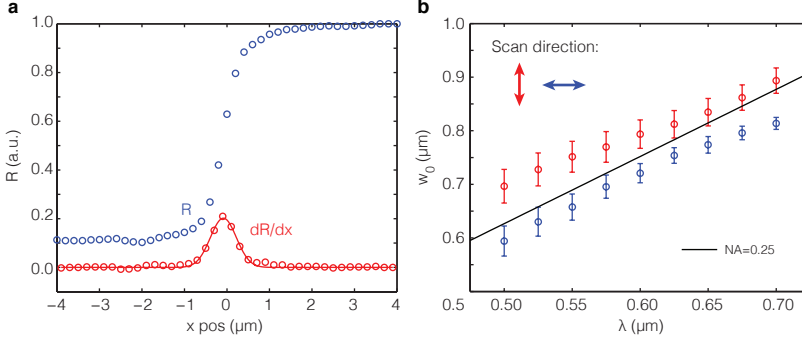 a
R (a.u.)
1.0
0.8
0.6
0.4
0.2
0.0
R
dR/dx
−4 −3 −2 −1 0 1 2 3 4
x pos (µm)
b
w0 (µm)
1.0
0.9
0.8
0.7
0.6
0.5
Scan direction:
NA=0.25
0.50 0.55 0.60 0.65 0.70
λ (µm)